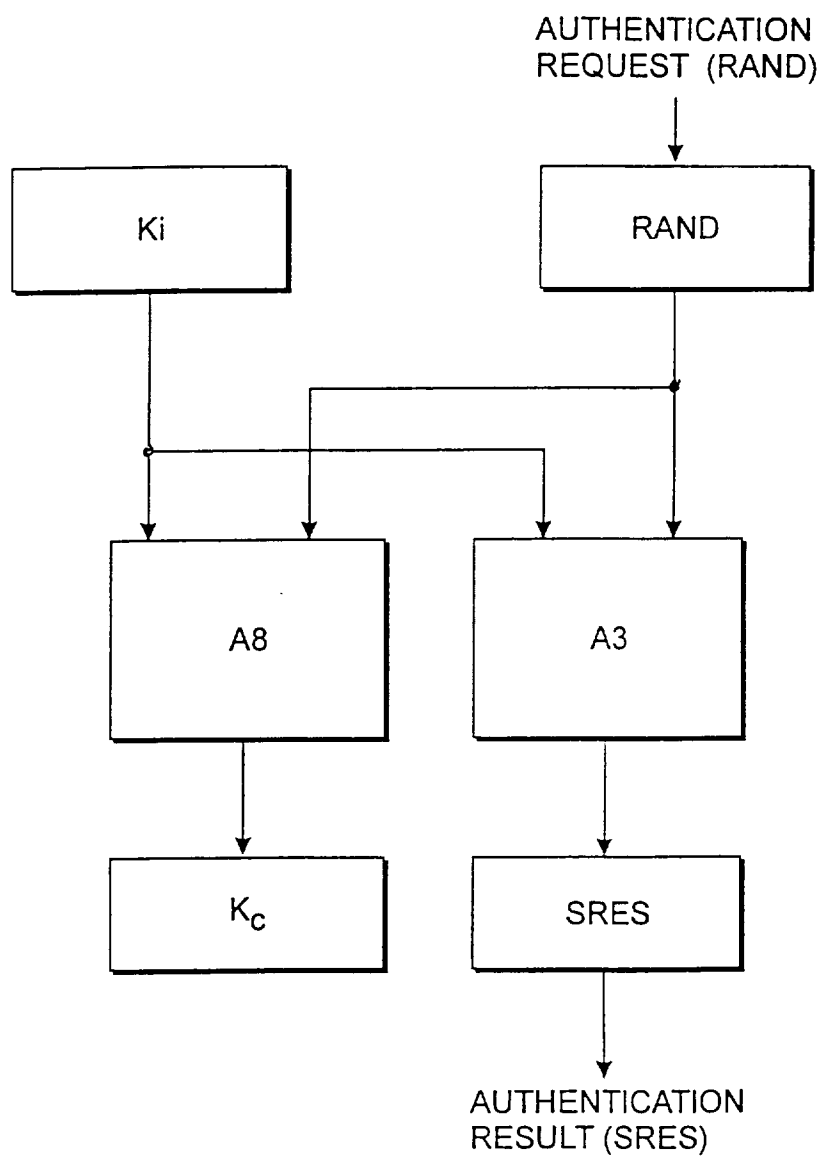 AUTHENTICATION
REQUEST (RAND)
Ki
RAND
A8
A3
Kc
SRES
AUTHENTICATION
RESULT (SRES)